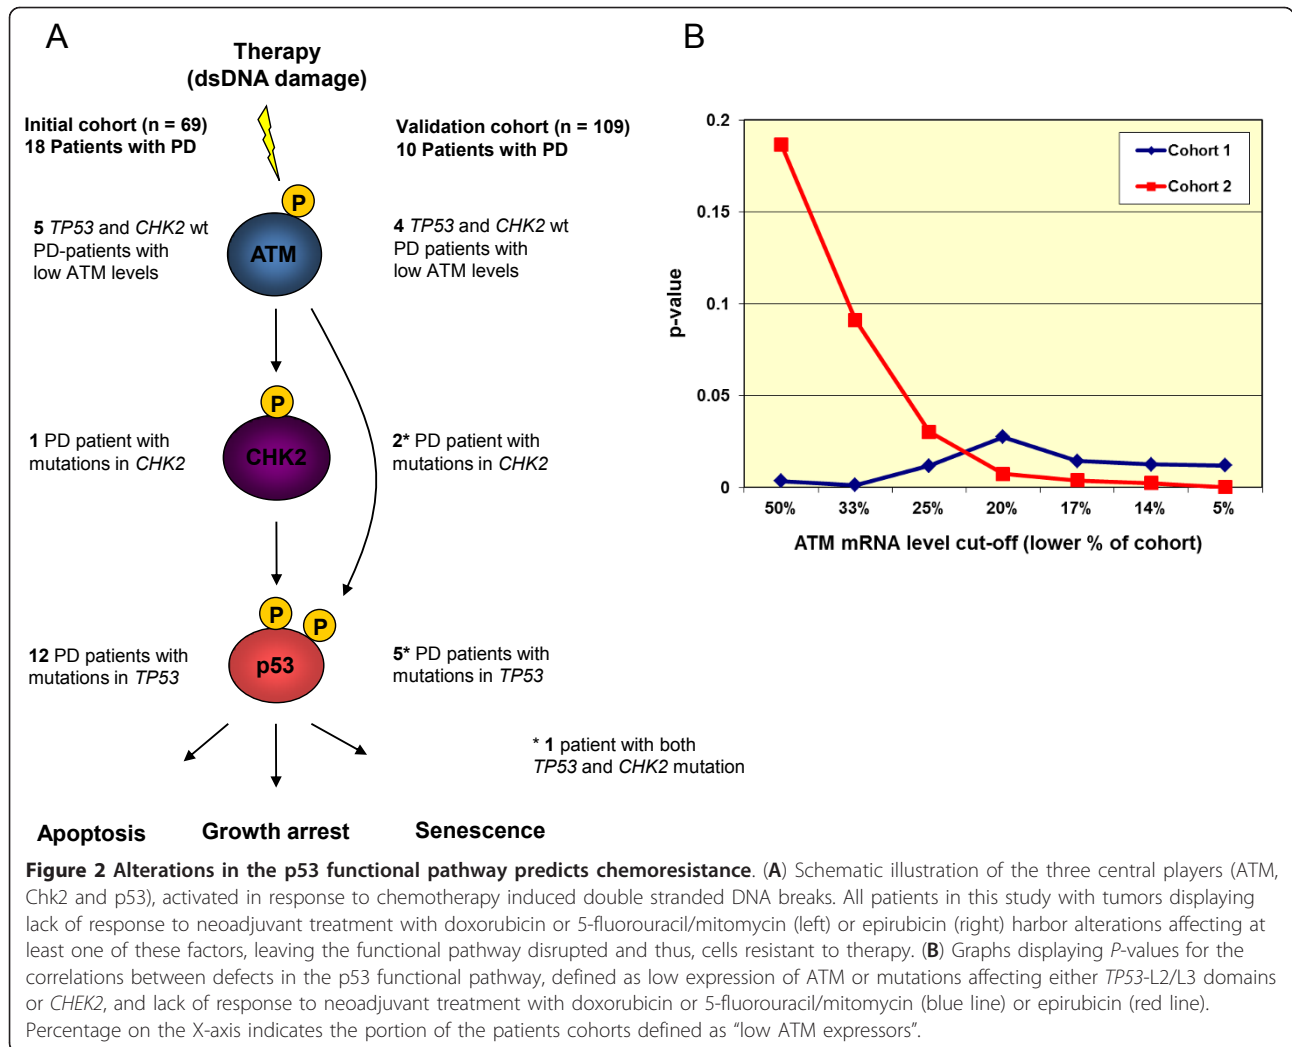 A
Therapy
(dsDNA damage)
Initial cohort (n = 69)
18 Patients with PD
Validation cohort (n = 109)
10 Patients with PD
P
5 TP53 and CHK2 wt
PD-patients with
low ATM levels
ATM
4 TP53 and CHK2 wt
PD patients with
low ATM levels
P
1 PD patient with
mutations in CHK2
CHK2
2* PD patient with
mutations in CHK2
P
P
12 PD patients with
mutations in TP53
p53
5* PD patients with
mutations in TP53
* 1 patient with both
TP53 and CHK2 mutation
Apoptosis
Growth arrest
Senescence
B
0.2
0.15
0.1
0.05
0
p-value
Cohort 1
Cohort 2
50%
33%
25%
20%
17%
14%
5%
ATM mRNA level cut-off (lower % of cohort)
Figure 2 Alterations in the p53 functional pathway predicts chemoresistance. (A) Schematic illustration of the three central players (ATM,
Chk2 and p53), activated in response to chemotherapy induced double stranded DNA breaks. All patients in this study with tumors displaying
lack of response to neoadjuvant treatment with doxorubicin or 5-fluorouracil/mitomycin (left) or epirubicin (right) harbor alterations affecting at
least one of these factors, leaving the functional pathway disrupted and thus, cells resistant to therapy. (B) Graphs displaying P-values for the
correlations between defects in the p53 functional pathway, defined as low expression of ATM or mutations affecting either TP53-L2/L3 domains
or CHEK2, and lack of response to neoadjuvant treatment with doxorubicin or 5-fluorouracil/mitomycin (blue line) or epirubicin (red line).
Percentage on the X-axis indicates the portion of the patients cohorts defined as “low ATM expressors”.